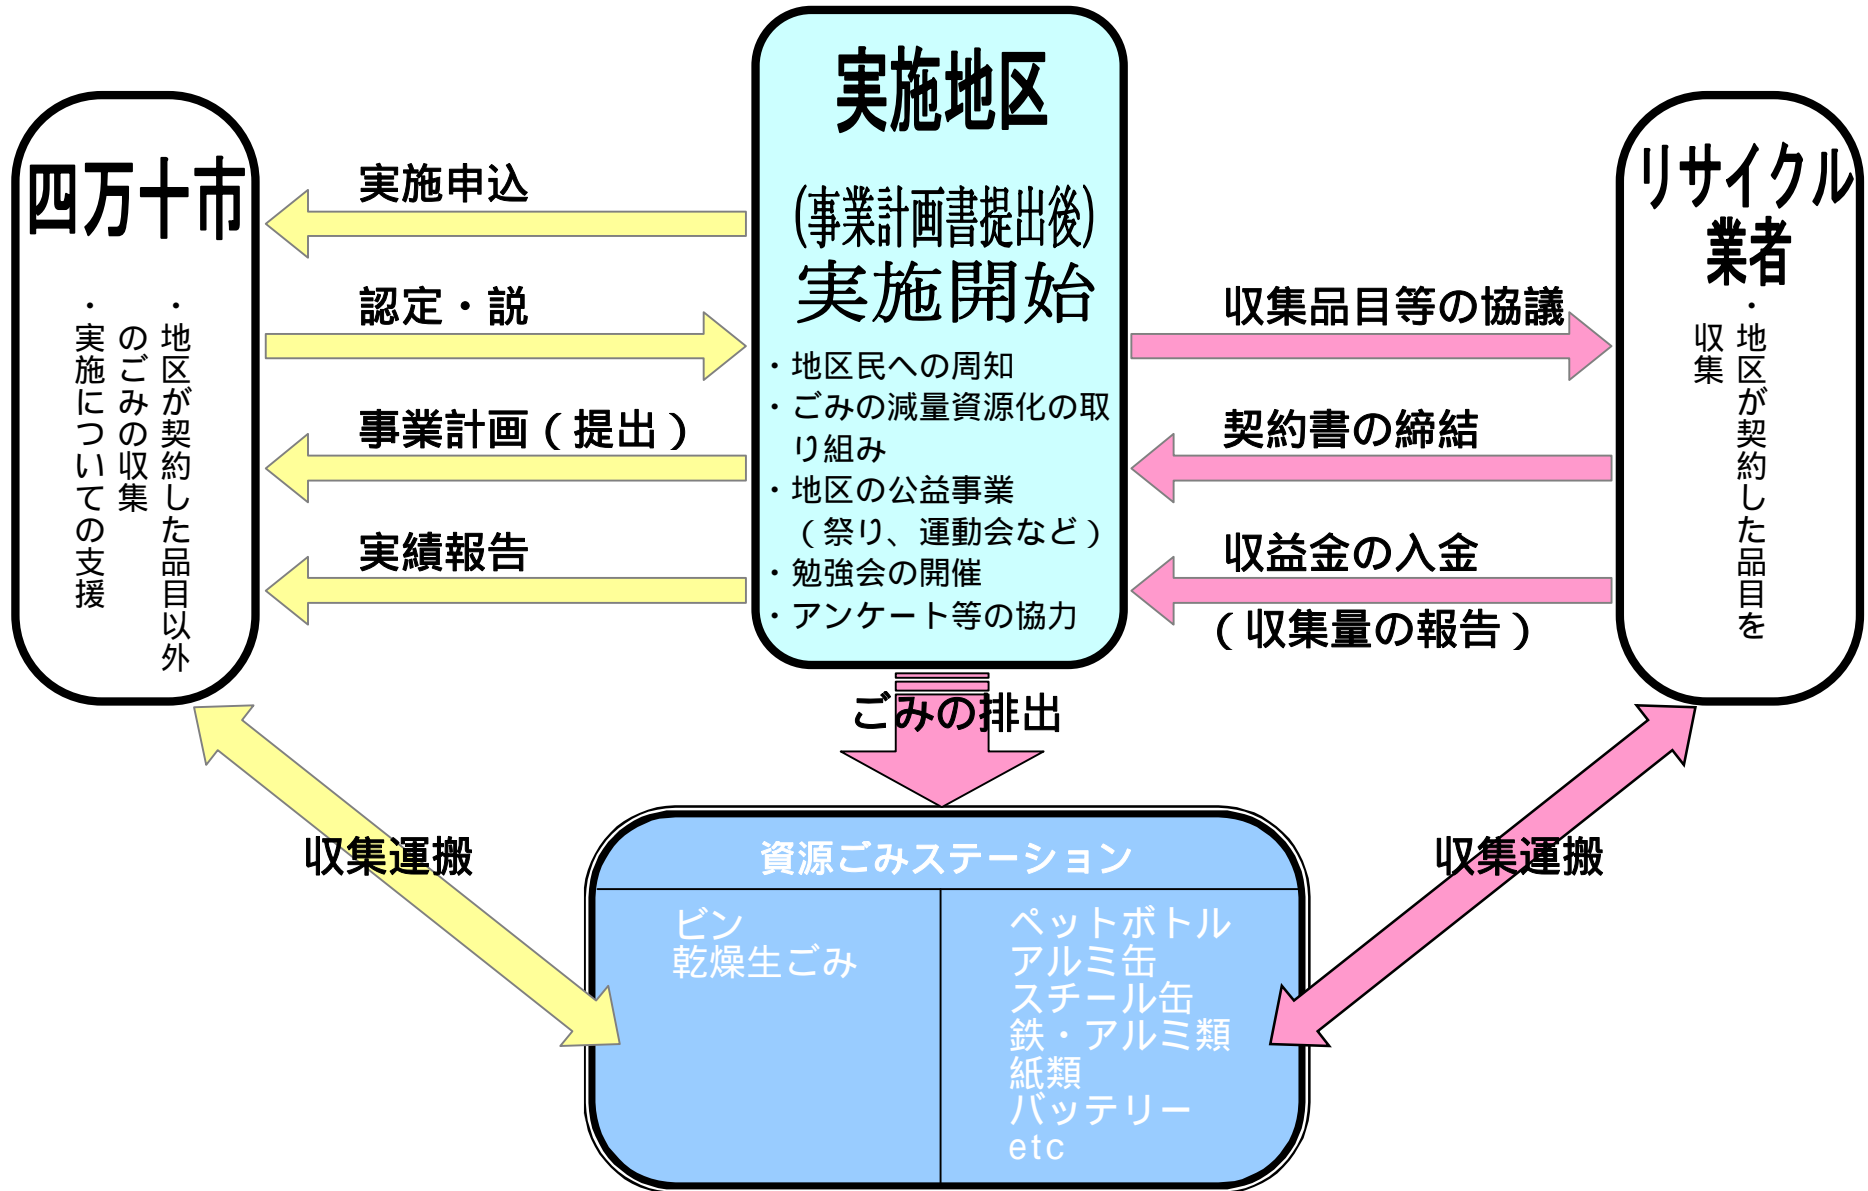 実施地区
（事業計画書提出後）
実施開始
・地区民への周知
・ごみの減量資源化の取
り組み
・地区の公益事業
（祭り、運動会など）
・勉強会の開催
・アンケート等の協力
四万十市
・地区が契約した品目以外
のごみの収集
・実施についての支援
実施申込
認定・説
事業計画（提出）
実績報告
リサイクル
業者
・地区が契約した品目を
収集
収集品目等の協議
契約書の締結
収益金の入金
（収集量の報告）
ごみの排出
収集運搬
収集運搬
資源ごみステーション
ビン
乾燥生ごみ
ペットボトル
アルミ缶
スチール缶
鉄・アルミ類
紙類
バッテリー
etc